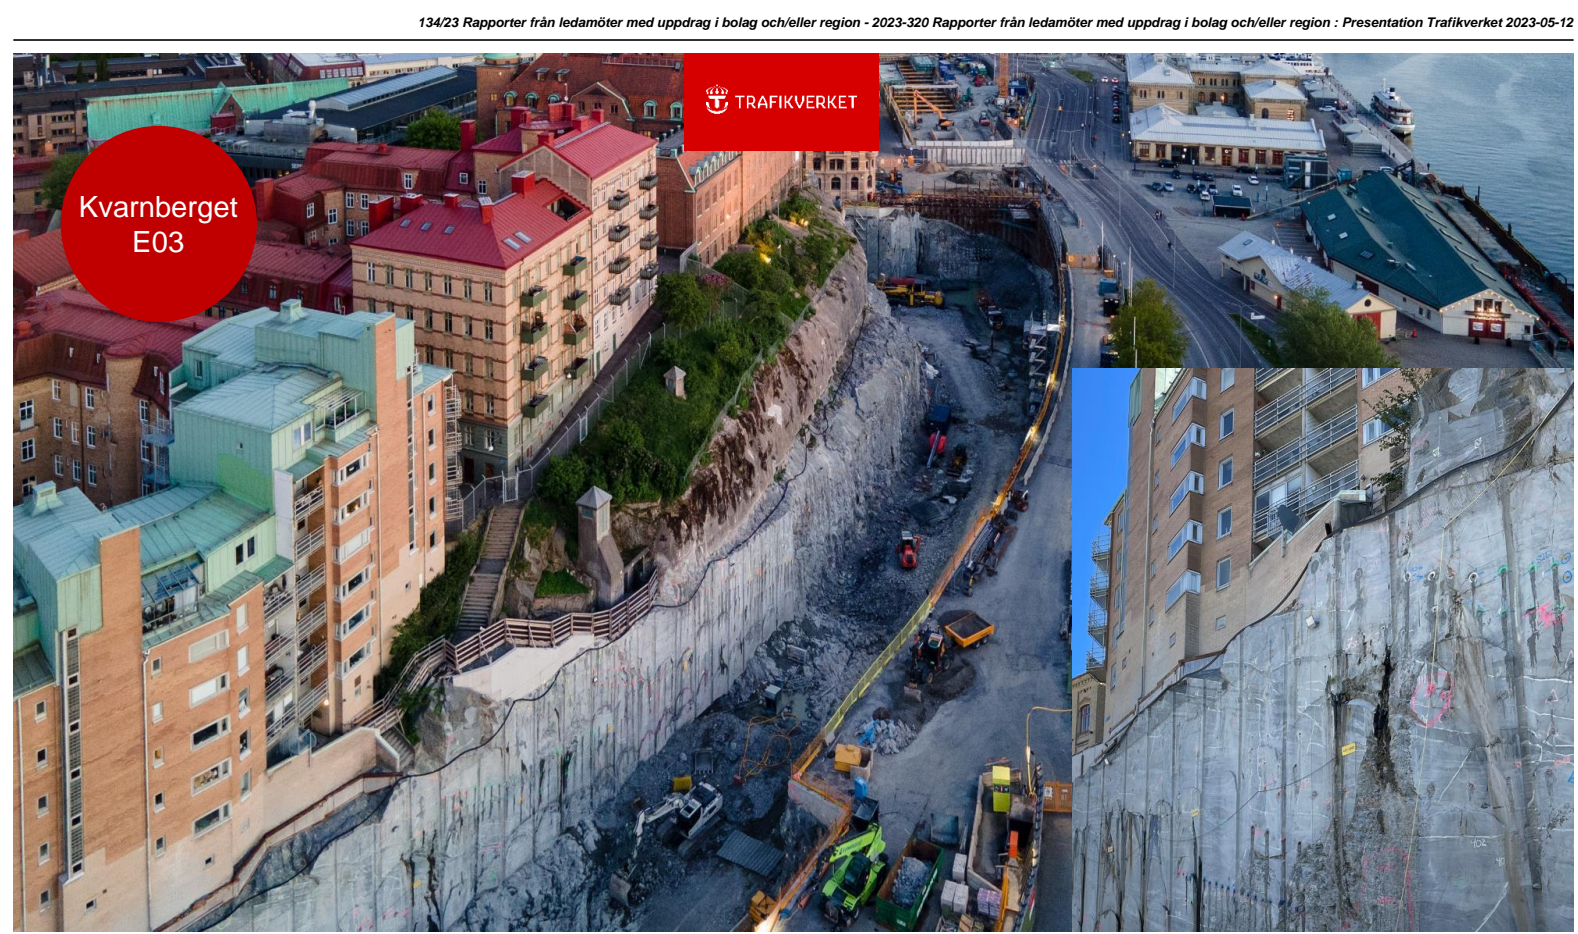 134/23 Rapporter från ledamöter med uppdrag i bolag och/eller region - 2023-320 Rapporter från ledamöter med uppdrag i bolag och/eller region : Presentation Trafikverket 2023-05-12
TRAFIKVERKET
Kvarnberget
E03
402